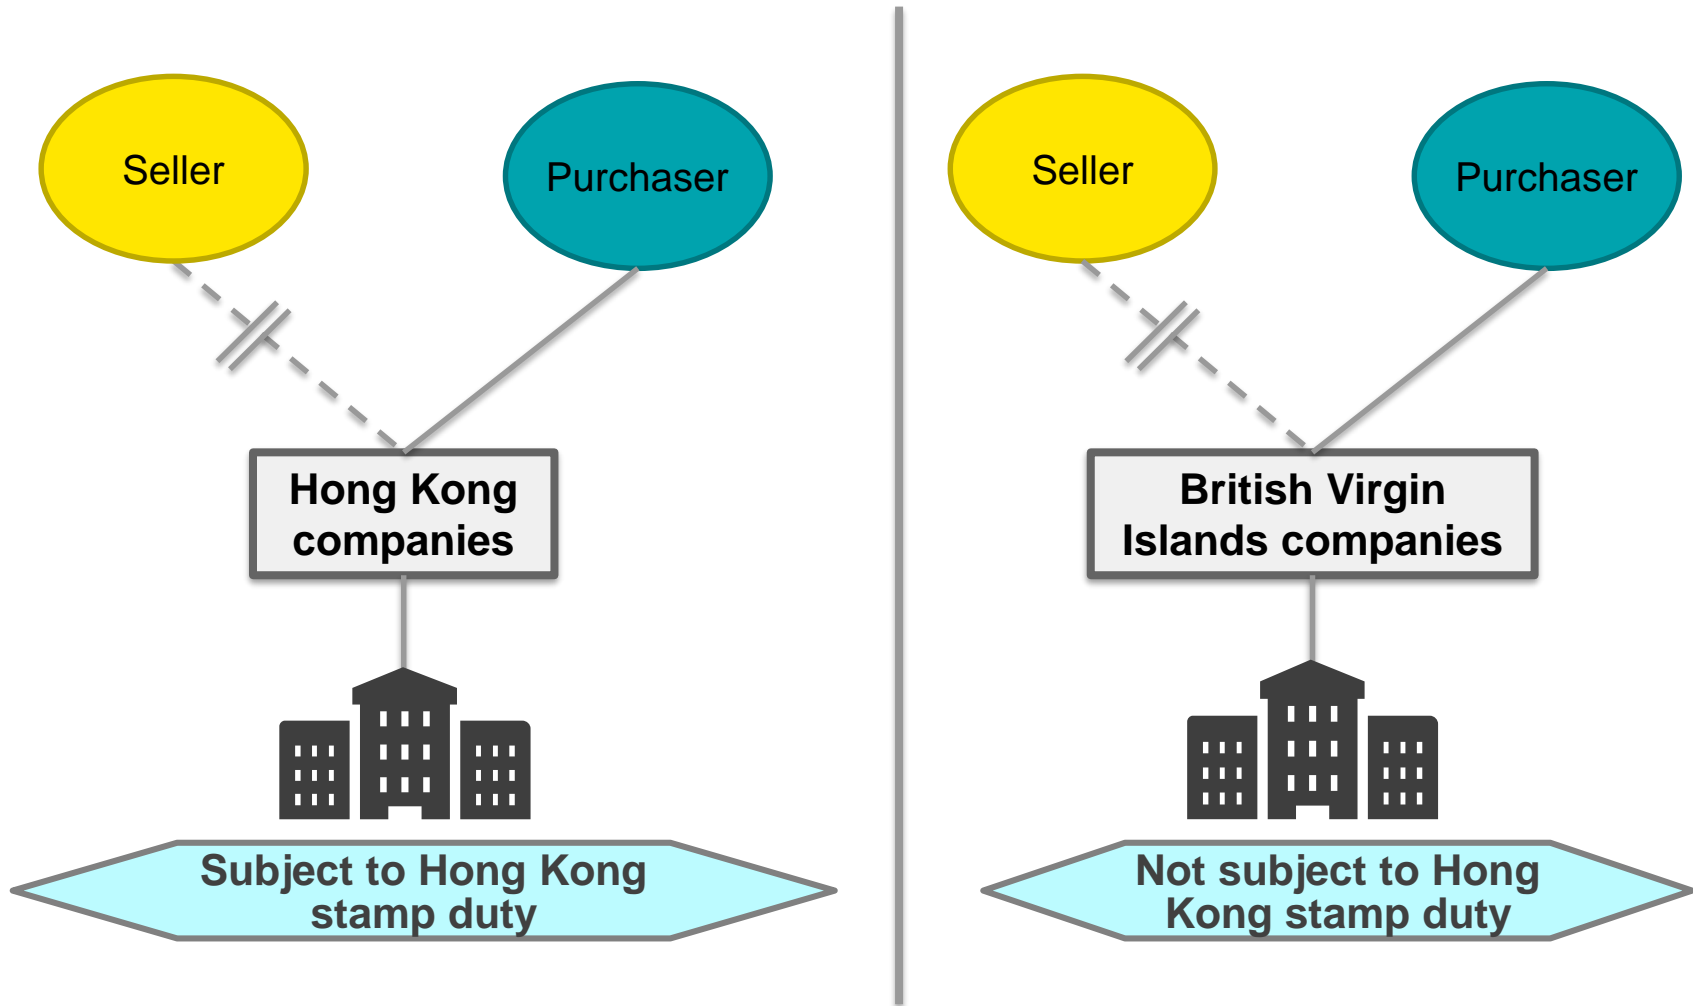 Seller
Purchaser
Hong Kong
companies
Subject to Hong Kong
stamp duty
Seller
Purchaser
British Virgin
Islands companies
Not subject to Hong
Kong stamp duty